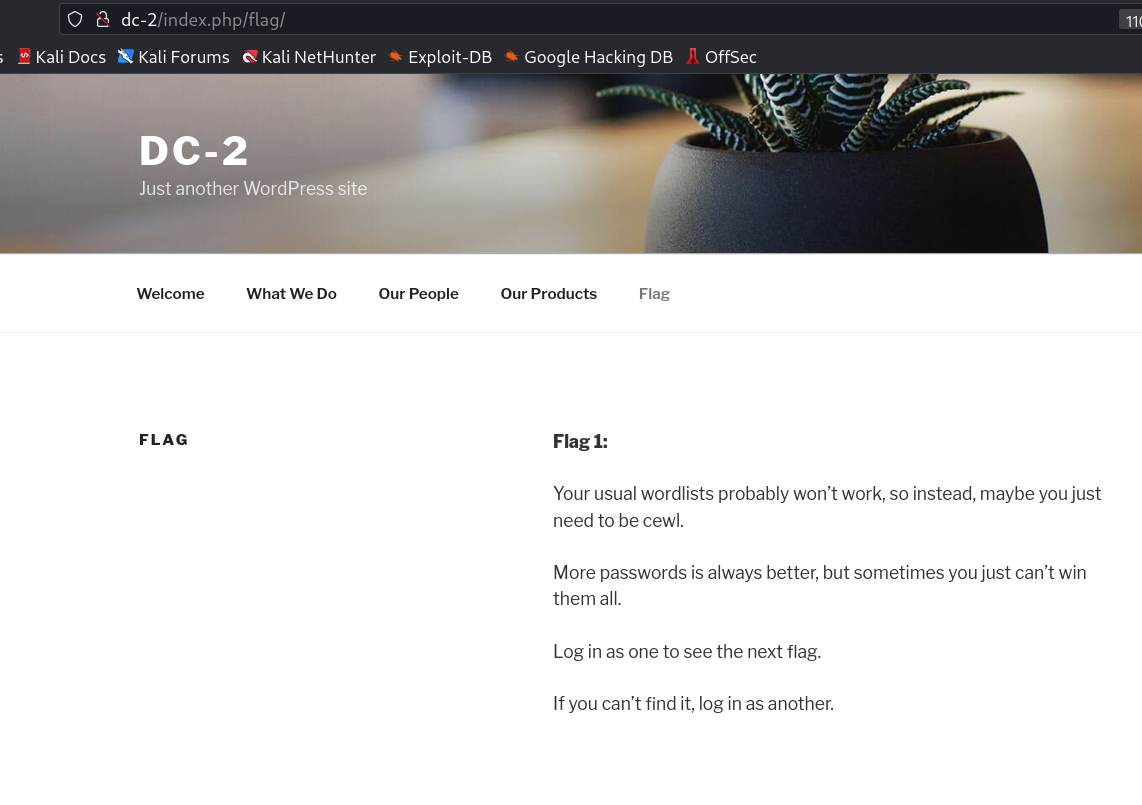 dc-2/index.php/flag/
110
s Kali Docs Kali Forums Kali NetHunter Exploit-DB Google Hacking DB OffSec
DC-2
Just another WordPress site
Welcome What We Do Our People Our Products Flag
FLAG
Flag 1:
Your usual wordlists probably won’t work, so instead, maybe you just
need to be cewl.
More passwords is always better, but sometimes you just can’t win
them all.
Log in as one to see the next flag.
If you can’t find it, log in as another.